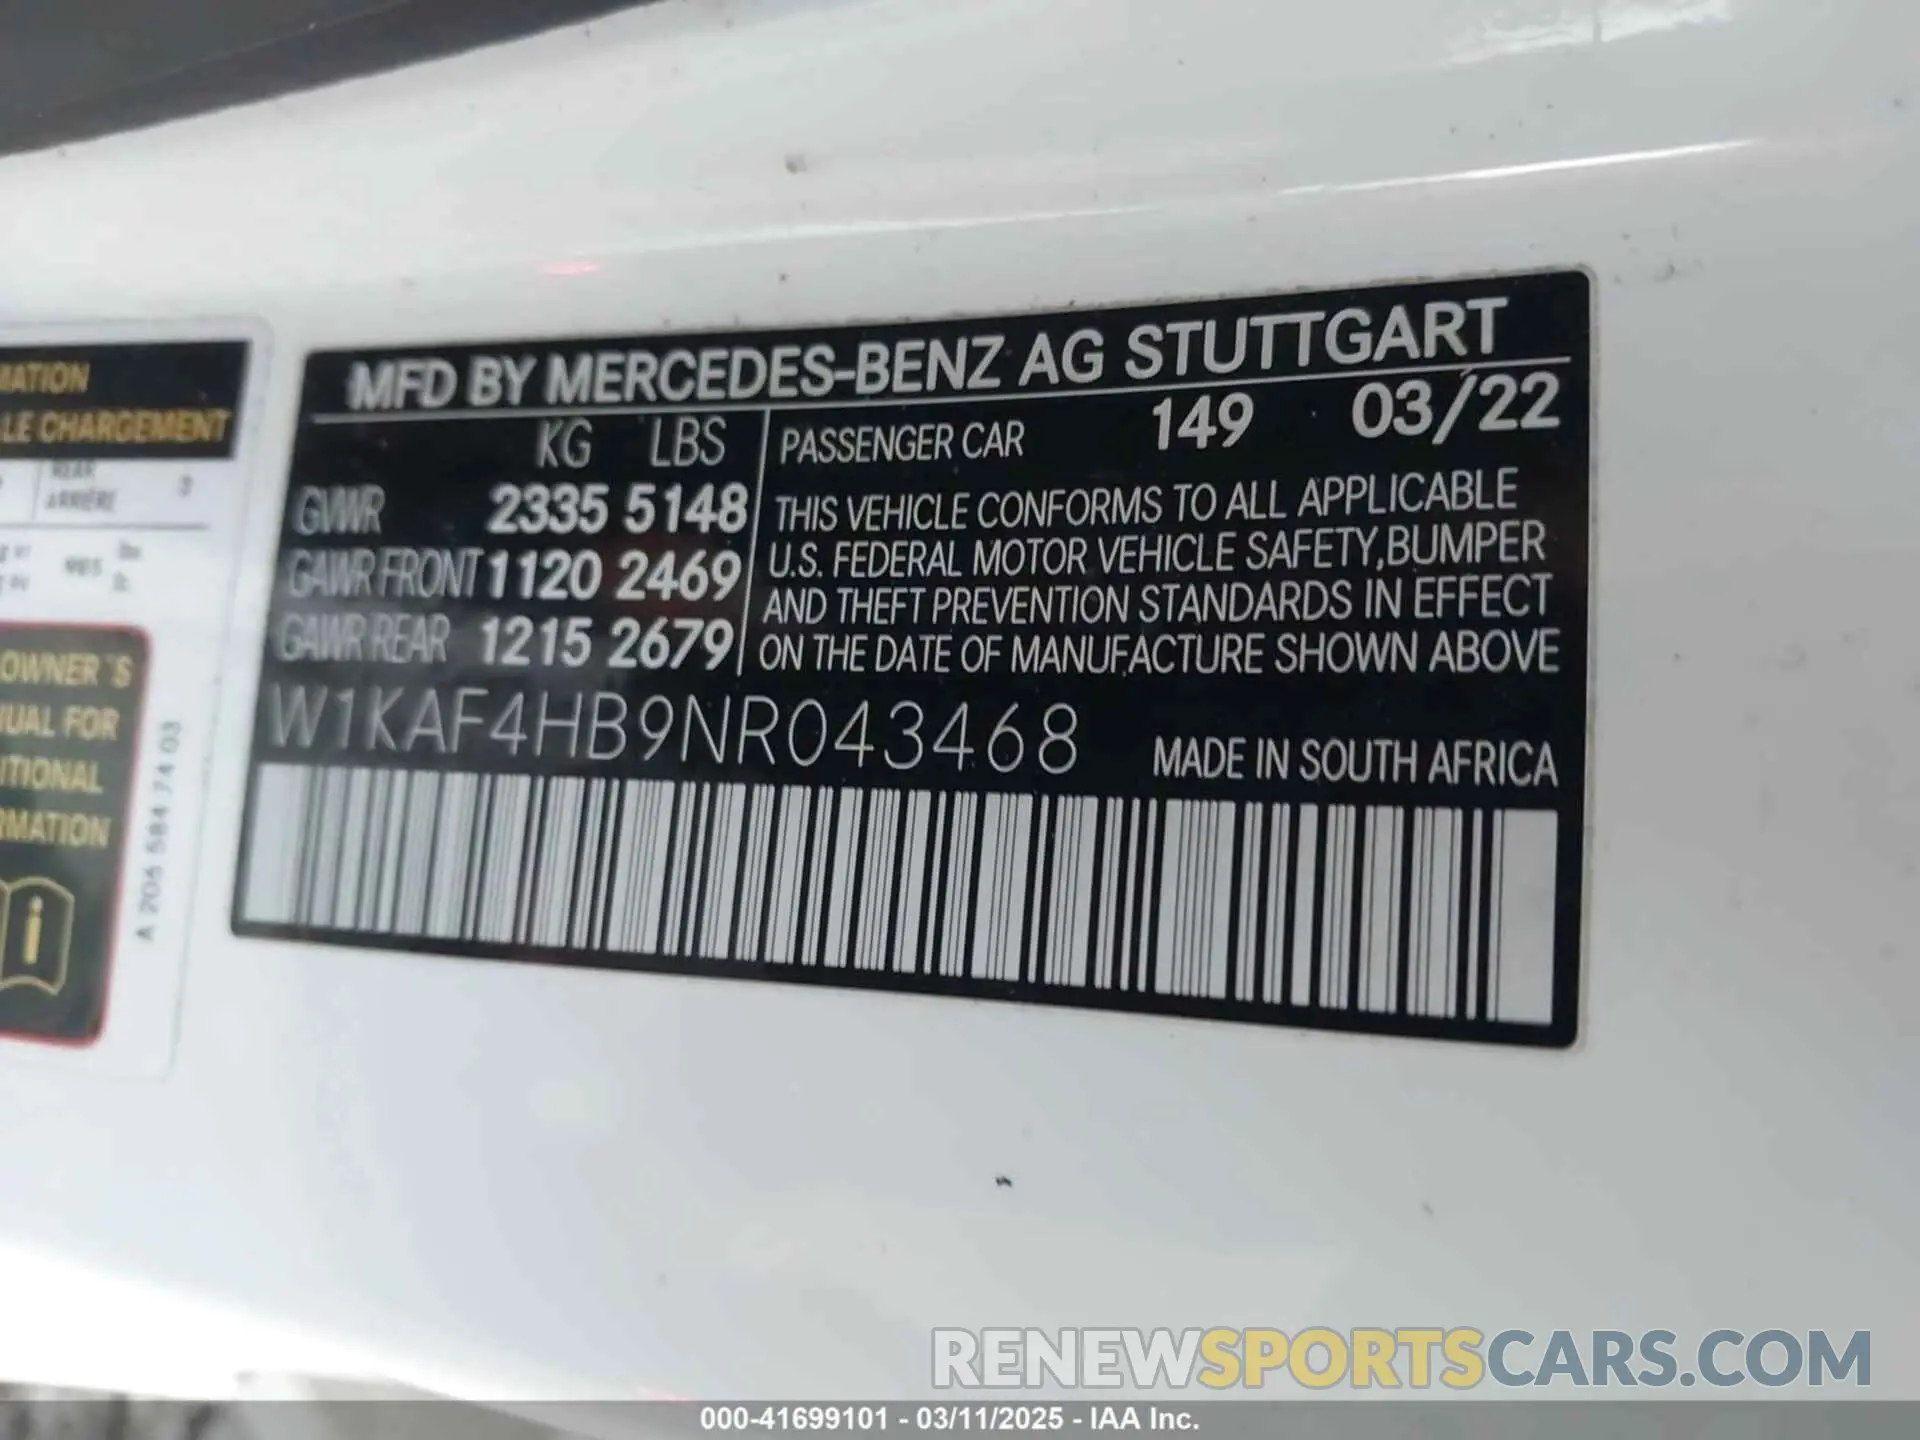 MATION
LE CHARGEMENT
REAR
ARRIÈRE 3
lbs
OWNER'S
UAL FOR
ITIONAL
RMATION
A 206 584 74 03
MFD BY MERCEDES-BENZ AG STUTTGART
KG LBS
GVWR 2335 5148
GAWR FRONT 1120 2469
GAWR REAR 1215 2679
PASSENGER CAR 149 03/22
THIS VEHICLE CONFORMS TO ALL APPLICABLE
U.S. FEDERAL MOTOR VEHICLE SAFETY,BUMPER
AND THEFT PREVENTION STANDARDS IN EFFECT
ON THE DATE OF MANUFACTURE SHOWN ABOVE
W1KAF4HB9NR043468
MADE IN SOUTH AFRICA
RENEWSPORTSCARS.COM
000-41699101 - 03/11/2025 - IAA Inc.